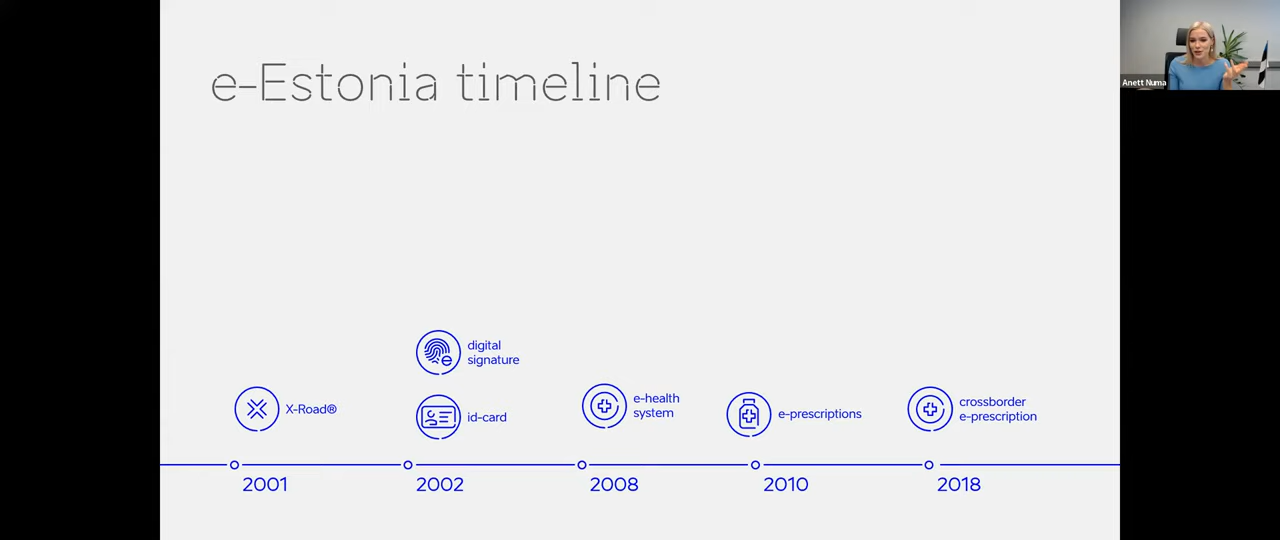 e-Estonia timeline
Anett Numa
digital
signature
X-Road®
id-card
e-health
system
e-prescriptions
crossborder
e-prescription
2001
2002
2008
2010
2018